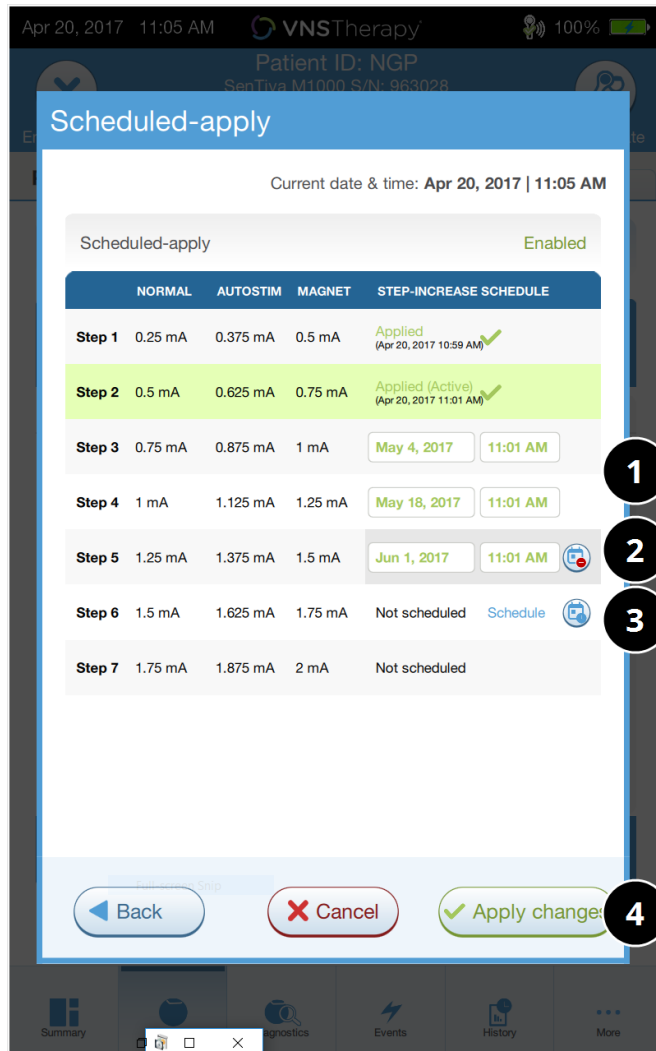 Apr 20, 2017 11:05 AM VNSTherapy 100%
Patient ID: NGP
SenTiva M1000 S/N: 963028
Scheduled-apply
Current date & time: Apr 20, 2017 | 11:05 AM
Scheduled-apply Enabled
NORMAL AUTOSTIM MAGNET STEP-INCREASE SCHEDULE
Step 1 0.25 mA 0.375 mA 0.5 mA Applied
(Apr 20, 2017 10:59 AM)
Step 2 0.5 mA 0.625 mA 0.75 mA Applied (Active)
(Apr 20, 2017 11:01 AM)
Step 3 0.75 mA 0.875 mA 1 mA May 4, 2017 11:01 AM
1
Step 4 1 mA 1.125 mA 1.25 mA May 18, 2017 11:01 AM
2
Step 5 1.25 mA 1.375 mA 1.5 mA Jun 1, 2017 11:01 AM
Step 6 1.5 mA 1.625 mA 1.75 mA Not scheduled Schedule
3
Step 7 1.75 mA 1.875 mA 2 mA Not scheduled
Full-screen Snip
Back Cancel Apply changes 4
Summary agnostics Events History More